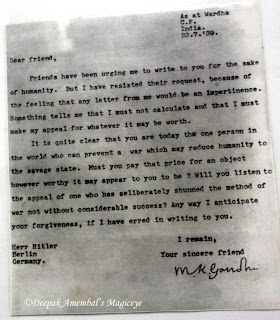 As at Wardha
C.P.
India.
23.7.'39.
Dear friend,
Friends have been urging me to write to you for the sake
of humanity. But I have resisted their request, because of
the feeling that any letter from me would be an impertinence.
Something tells me that I must not calculate and that I must
make my appeal for whatever it may be worth.
It is quite clear that you are today the one person in
the world who can prevent a war which may reduce humanity to
the savage state. Must you pay that price for an object
however worthy it may appear to you to be ? Will you listen to
the appeal of one who has seliberately shunned the method of
war not without considerable success? Any way I anticipate
your forgiveness, if I have erred in writing to you.
I remain,
Herr Hitler
Your sincere friend
Berlin
Germany.
MKGandhi
©Deepak Amembal's Magiceye